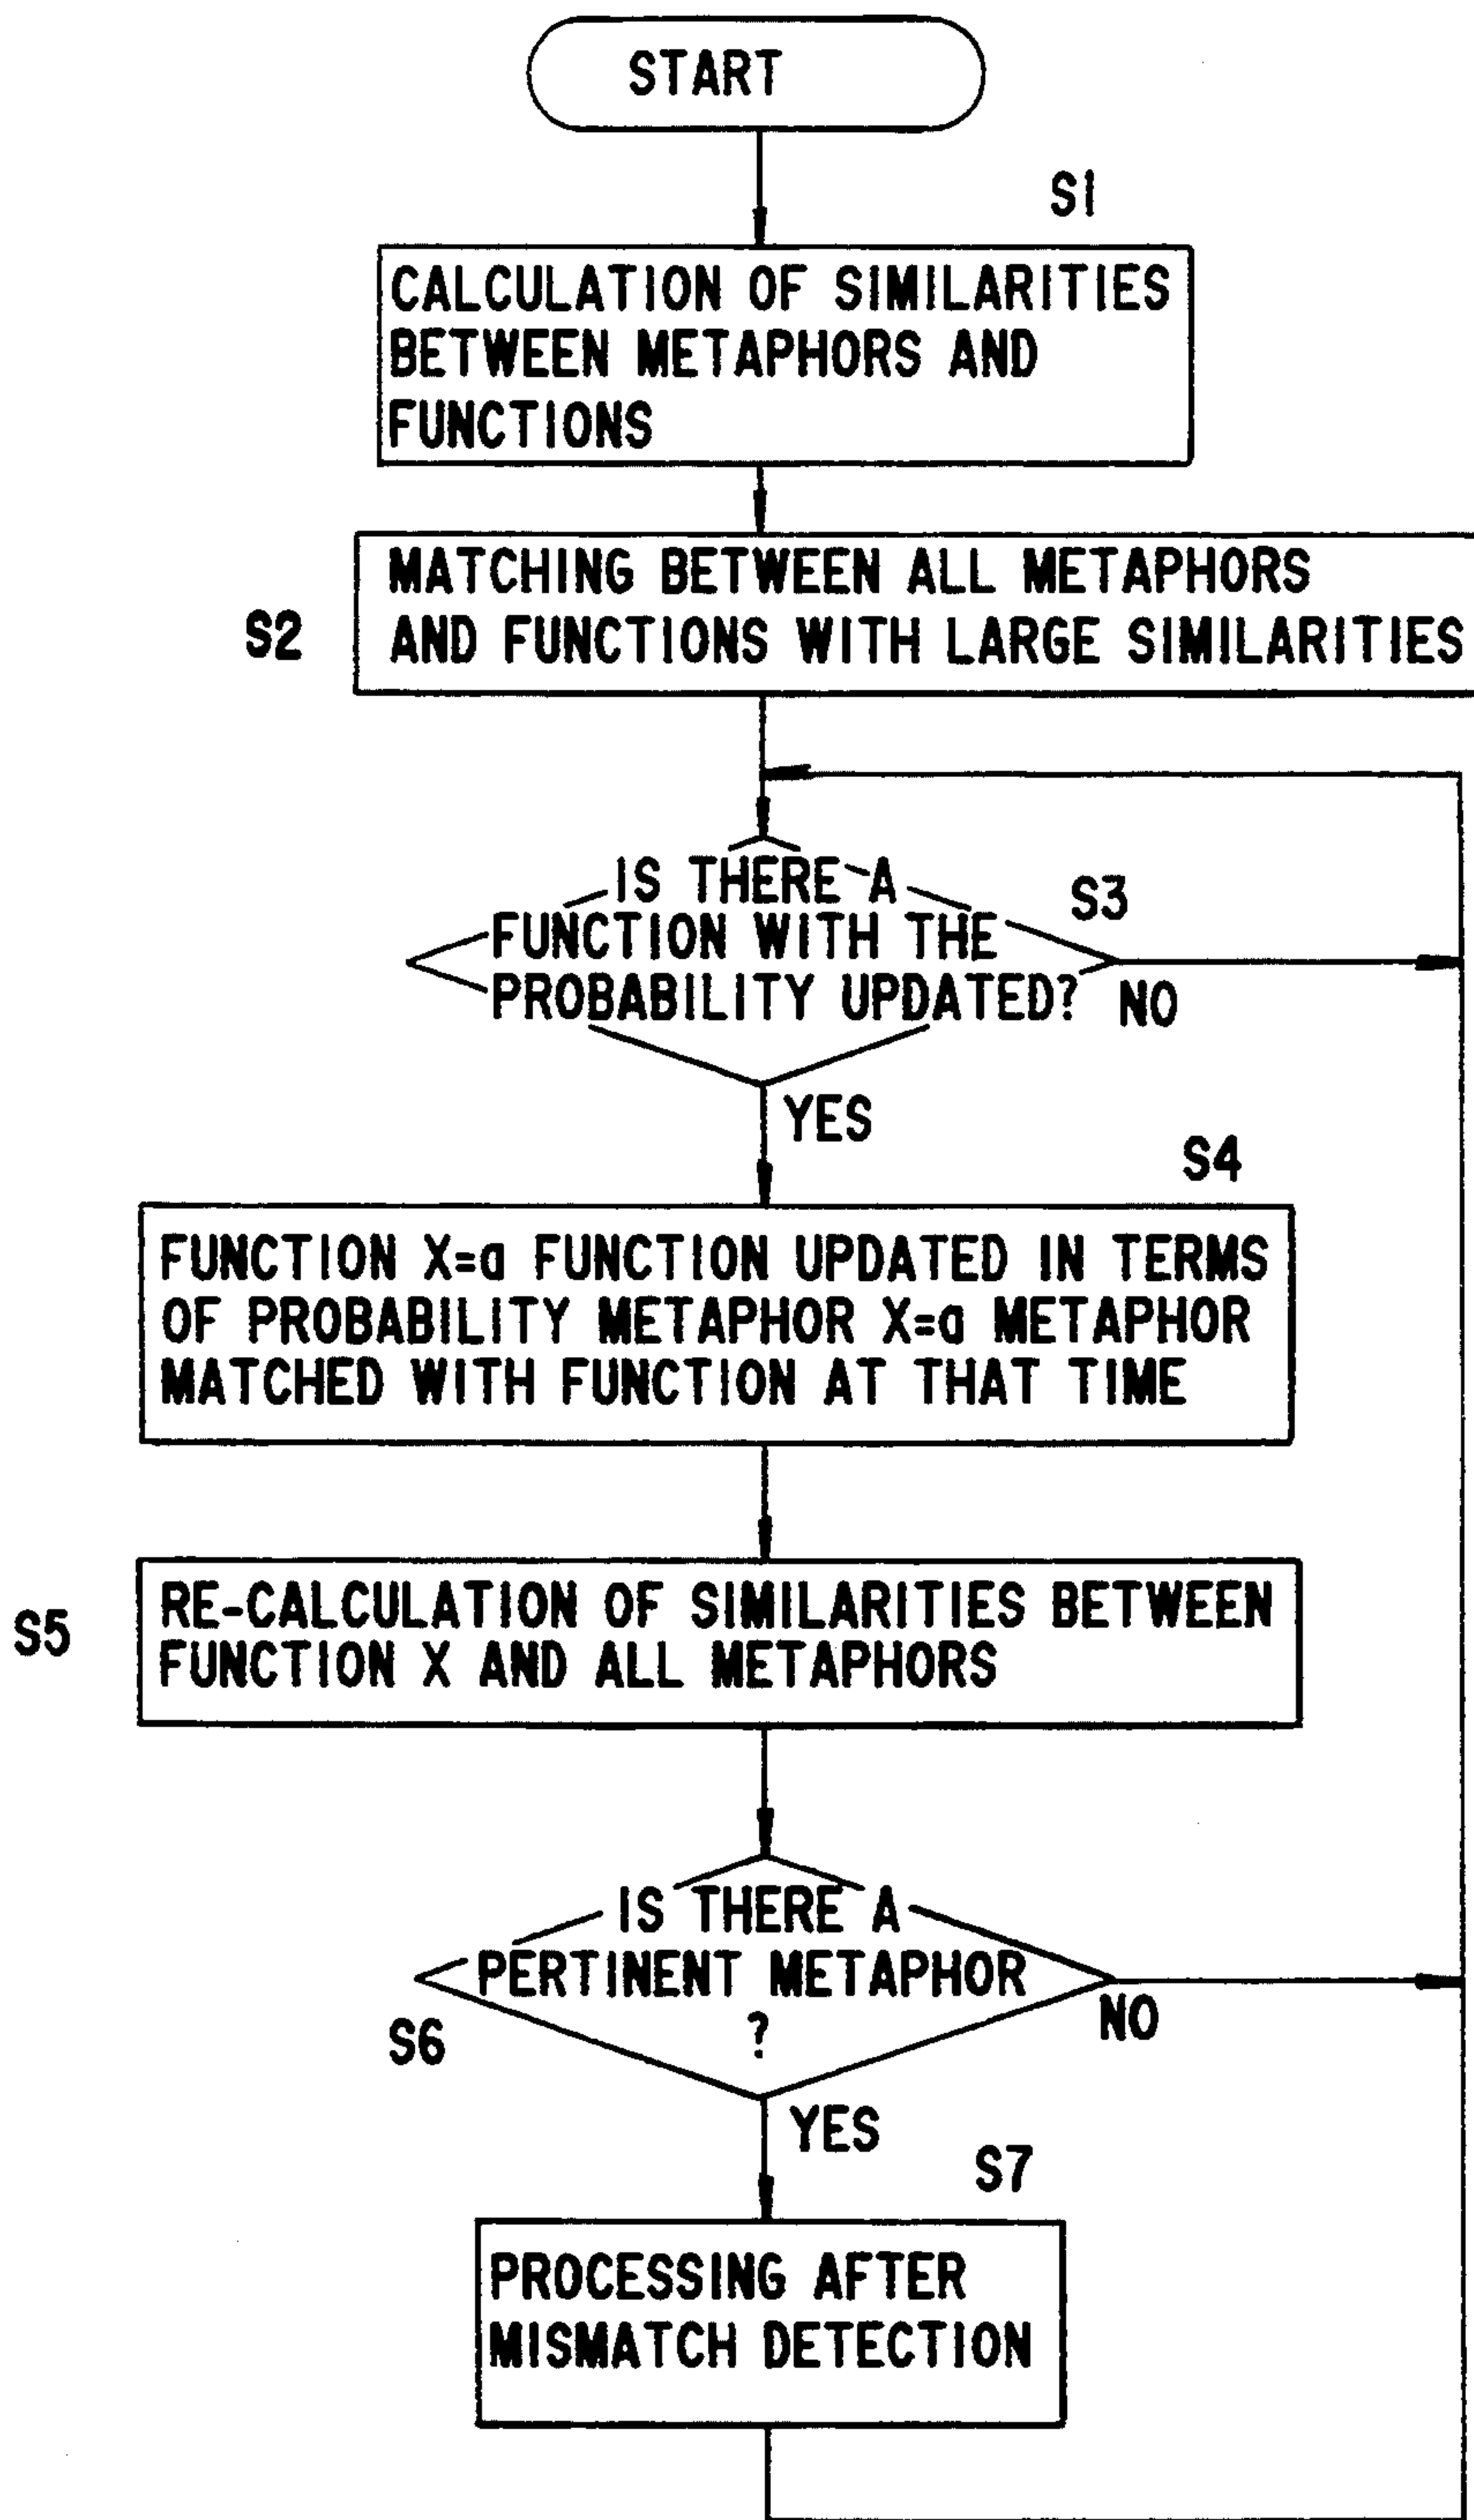 START
S1
CALCULATION OF SIMILARITIES
BETWEEN METAPHORS AND
FUNCTIONS
S2
MATCHING BETWEEN ALL METAPHORS
AND FUNCTIONS WITH LARGE SIMILARITIES
S3
IS THERE A
FUNCTION WITH THE
PROBABILITY UPDATED?
NO
YES
S4
FUNCTION X=a FUNCTION UPDATED IN TERMS
OF PROBABILITY METAPHOR X=a METAPHOR
MATCHED WITH FUNCTION AT THAT TIME
S5
RE-CALCULATION OF SIMILARITIES BETWEEN
FUNCTION X AND ALL METAPHORS
IS THERE A
PERTINENT METAPHOR
?
S6
NO
YES
S7
PROCESSING AFTER
MISMATCH DETECTION